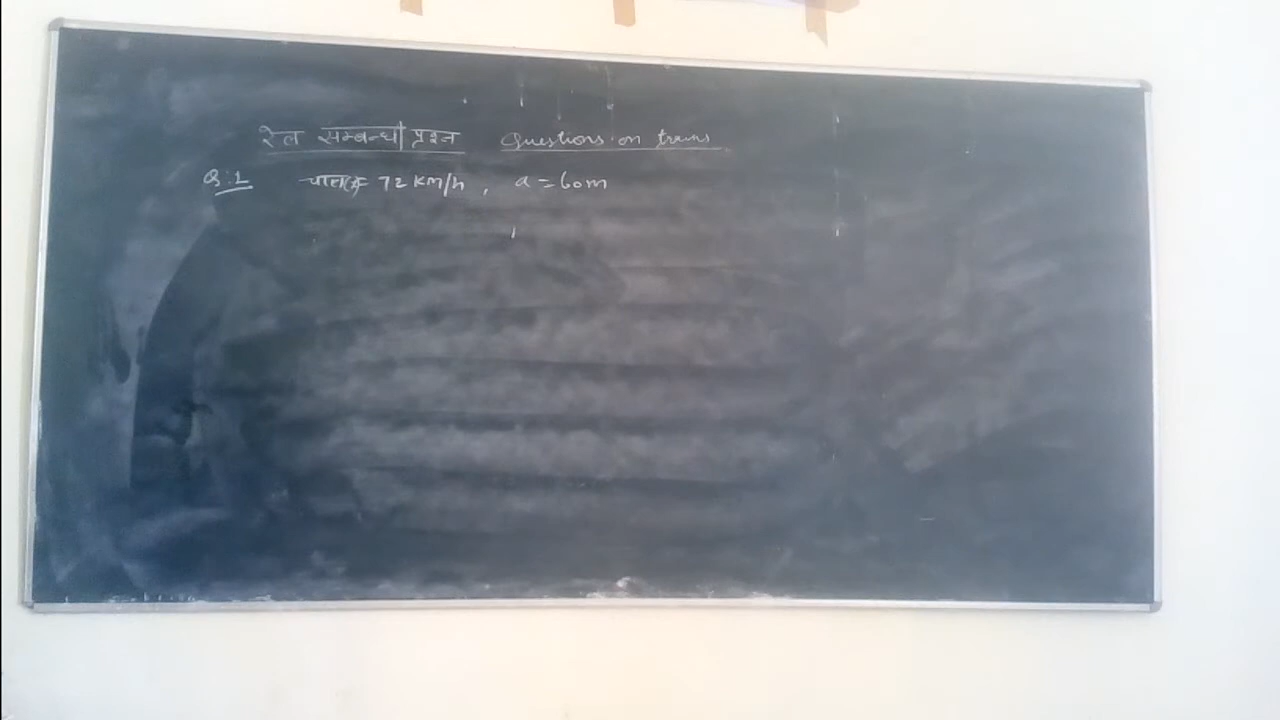 रेल सम्बन्धी प्रश्न Questions on trains
Q:1 चाल = 72 KM/h, a = 60m